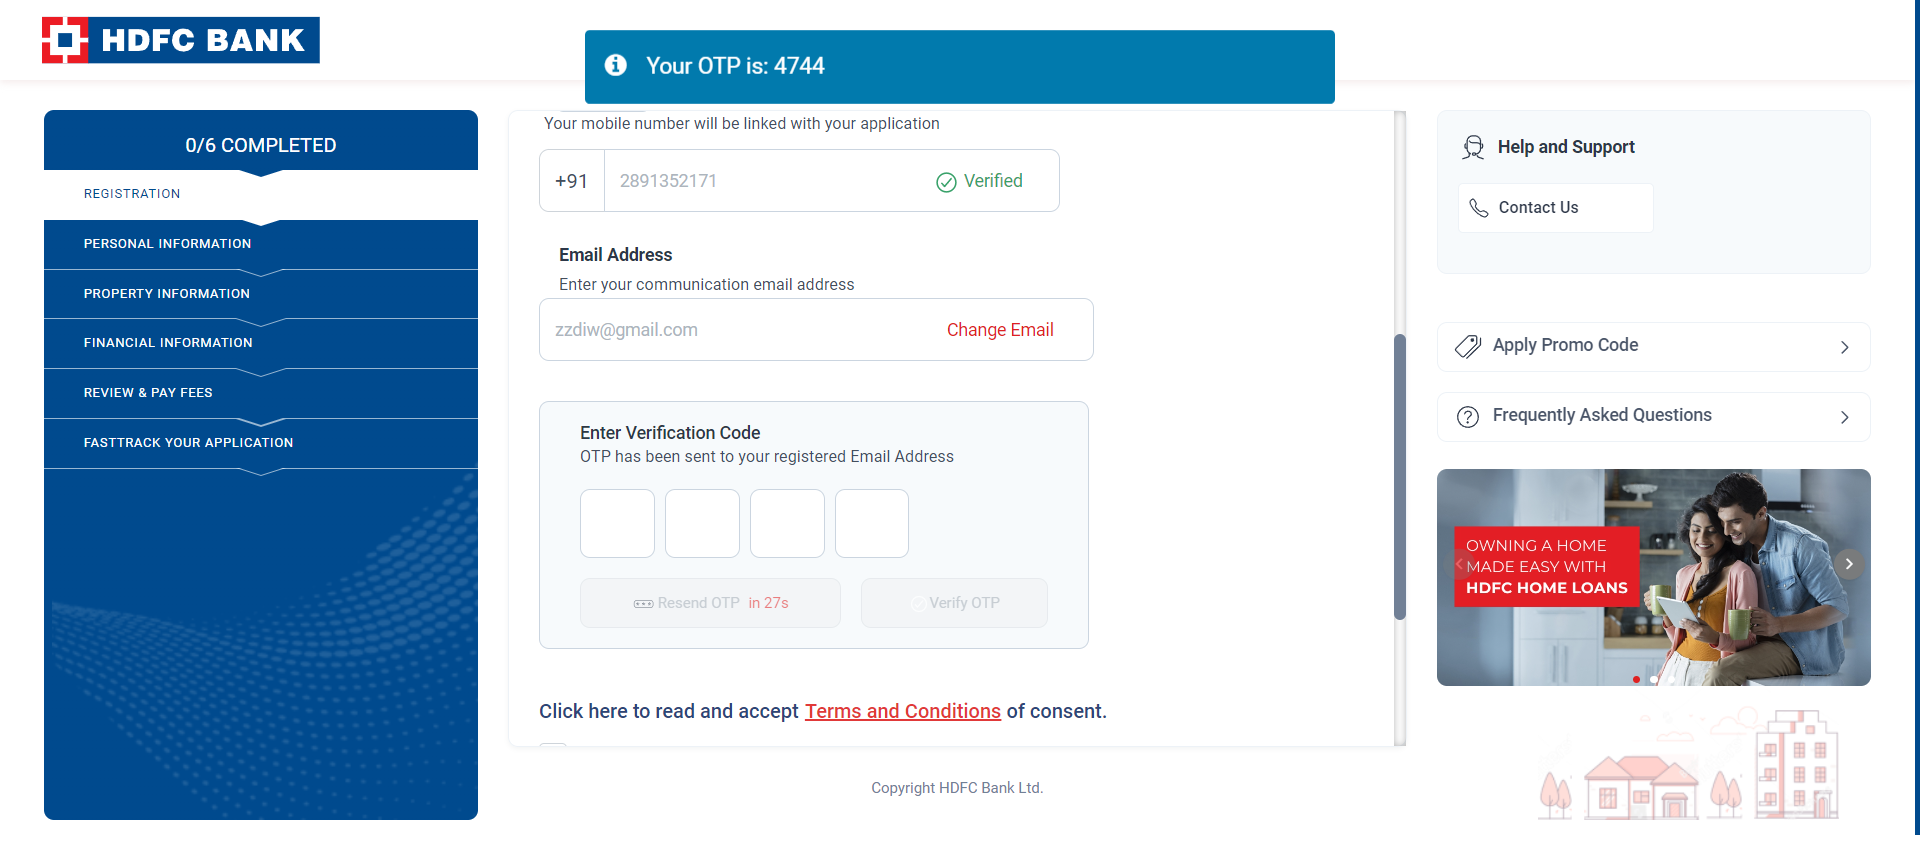 HDFC BANK
Your OTP is: 4744
0/6 COMPLETED
REGISTRATION
PERSONAL INFORMATION
PROPERTY INFORMATION
FINANCIAL INFORMATION
REVIEW & PAY FEES
FASTTRACK YOUR APPLICATION
Your mobile number will be linked with your application
+91 2891352171 Verified
Email Address
Enter your communication email address
zzdiw@gmail.com Change Email
Enter Verification Code
OTP has been sent to your registered Email Address
Resend OTP in 27s Verify OTP
Click here to read and accept Terms and Conditions of consent.
Copyright HDFC Bank Ltd.
Help and Support
Contact Us
Apply Promo Code
Frequently Asked Questions
OWNING A HOME
MADE EASY WITH
HDFC HOME LOANS